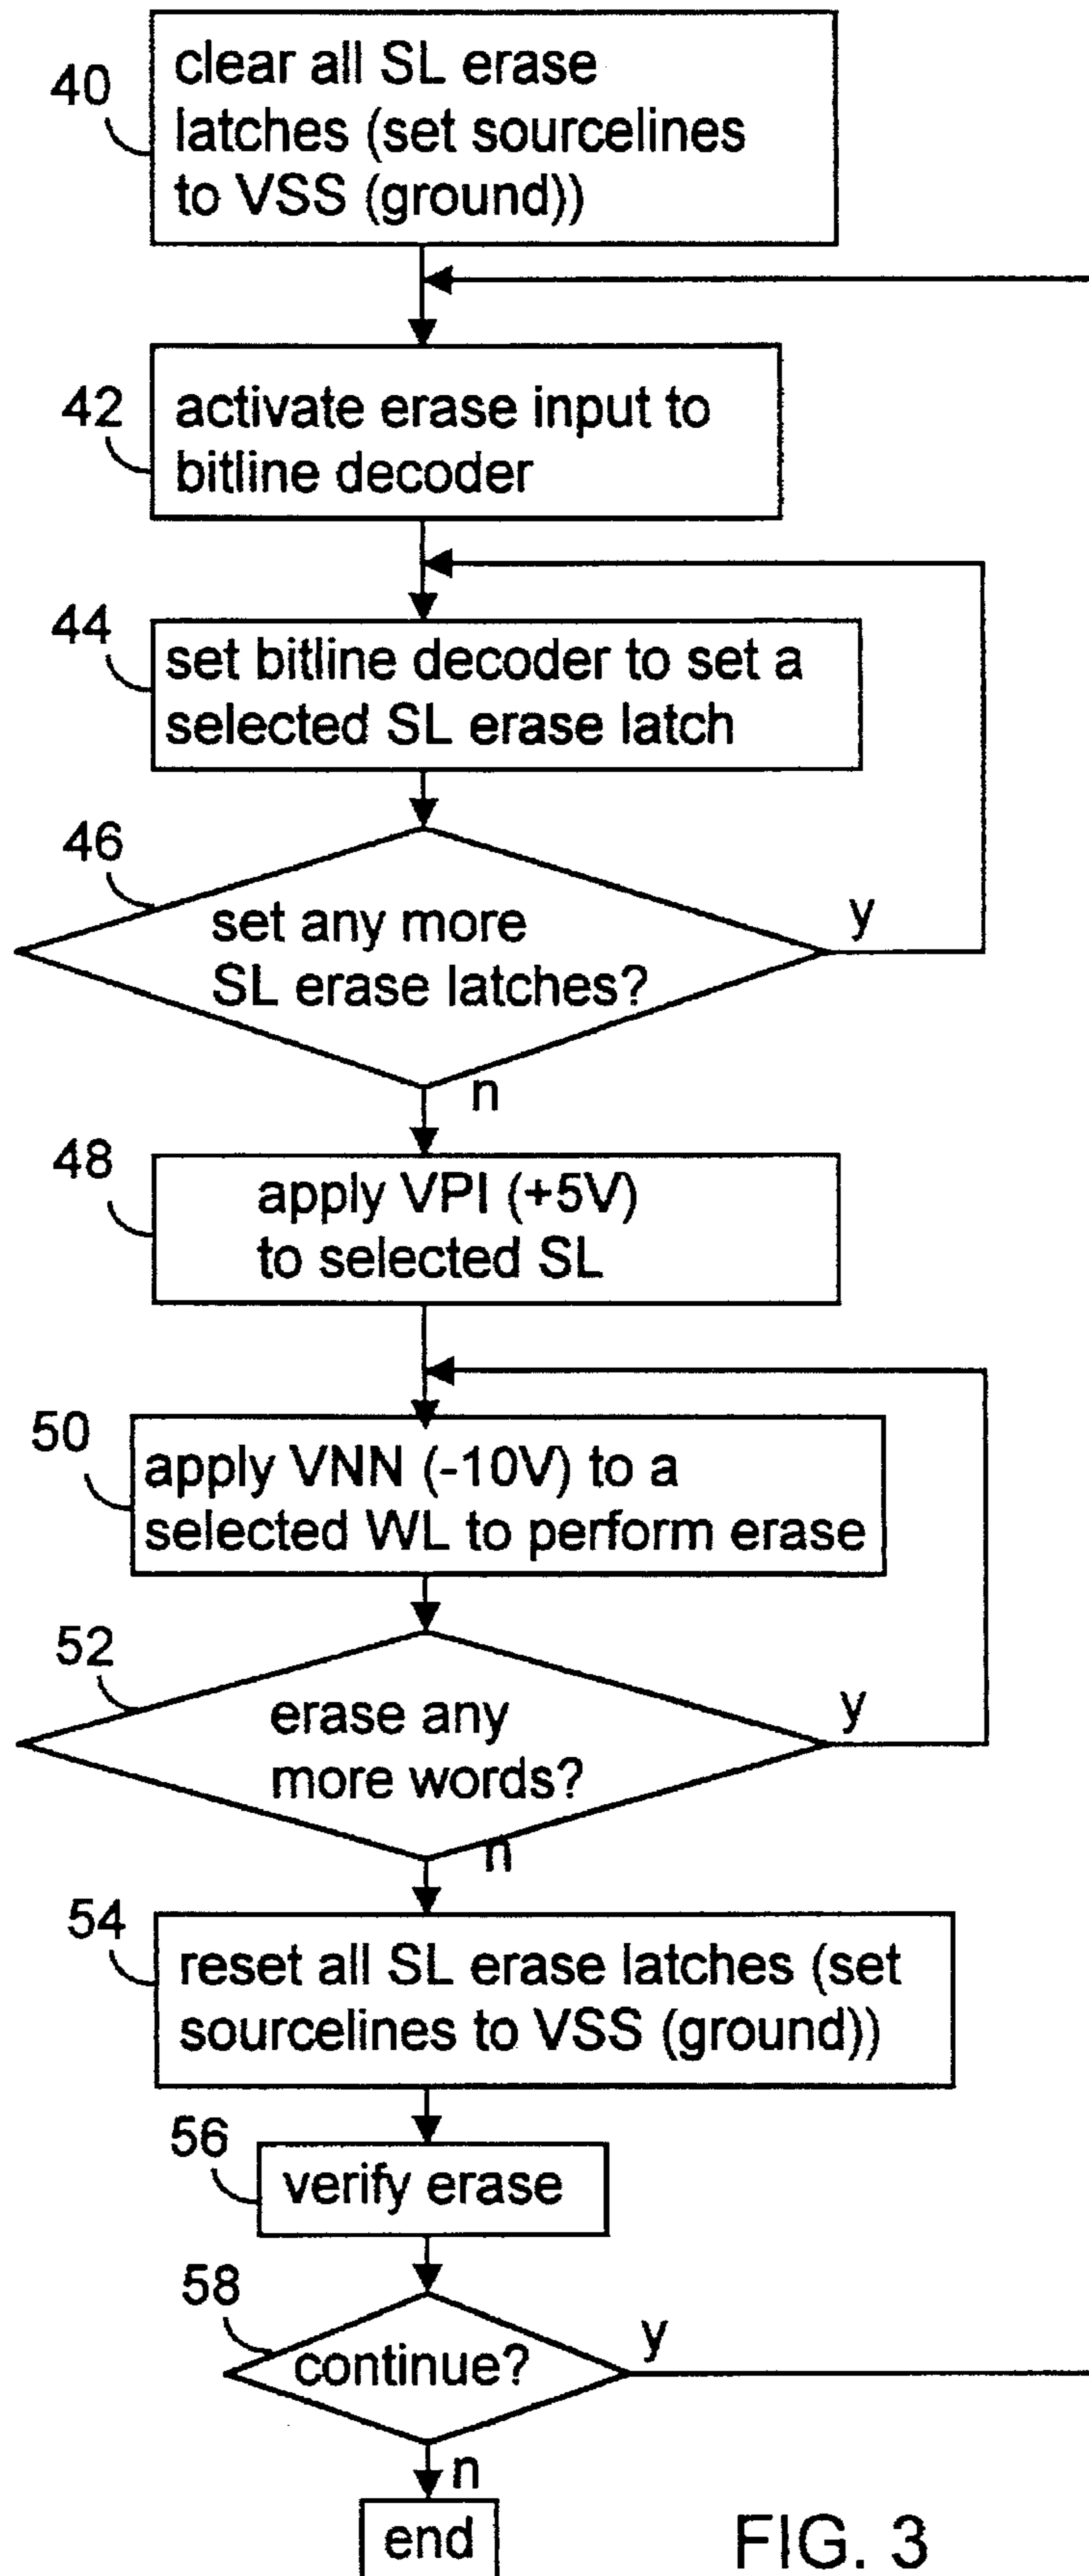 40
clear all SL erase
latches (set sourcelines
to VSS (ground))
42
activate erase input to
bitline decoder
44
set bitline decoder to set a
selected SL erase latch
46
set any more
SL erase latches?
y
n
48
apply VPI (+5V)
to selected SL
50
apply VNN (-10V) to a
selected WL to perform erase
52
erase any
more words?
y
n
54
reset all SL erase latches (set
sourcelines to VSS (ground))
56
verify erase
58
continue?
y
n
end
FIG. 3